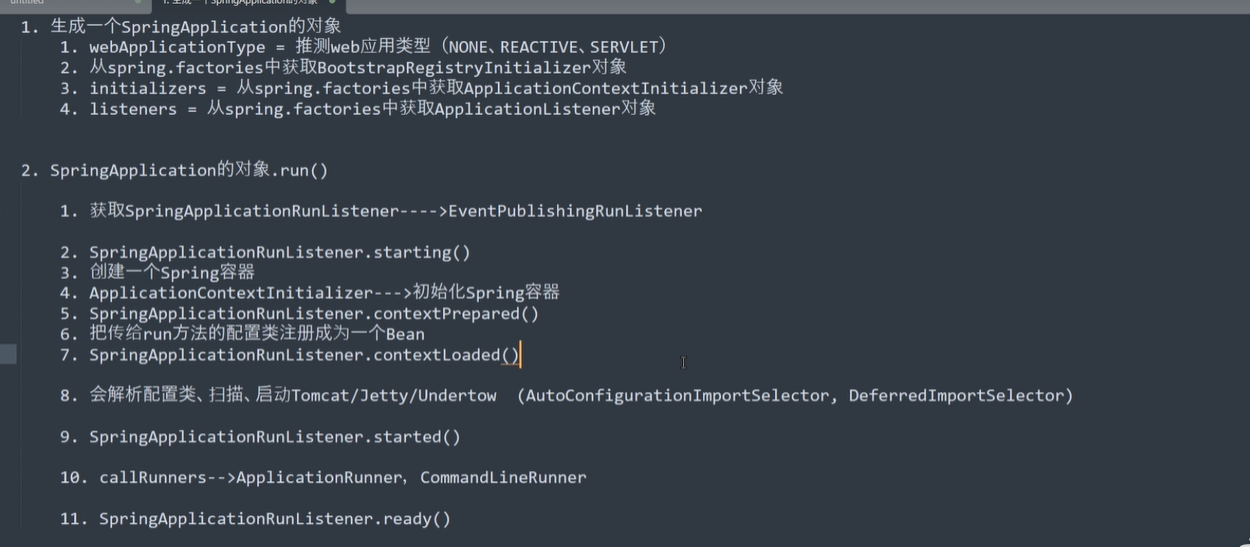 untitled
1. 生成一个SpringApplication的对象
1. 生成一个SpringApplication的对象
1. webApplicationType = 推测web应用类型（NONE、REACTIVE、SERVLET）
2. 从spring.factories中获取BootstrapRegistryInitializer对象
3. initializers = 从spring.factories中获取ApplicationContextInitializer对象
4. listeners = 从spring.factories中获取ApplicationListener对象
2. SpringApplication的对象.run()
1. 获取SpringApplicationRunListener---->EventPublishingRunListener
2. SpringApplicationRunListener.starting()
3. 创建一个Spring容器
4. ApplicationContextInitializer--->初始化Spring容器
5. SpringApplicationRunListener.contextPrepared()
6. 把传给run方法的配置类注册成为一个Bean
7. SpringApplicationRunListener.contextLoaded()
8. 会解析配置类、扫描、启动Tomcat/Jetty/Undertow （AutoConfigurationImportSelector, DeferredImportSelector)
9. SpringApplicationRunListener.started()
10. callRunners-->ApplicationRunner, CommandLineRunner
11. SpringApplicationRunListener.ready()